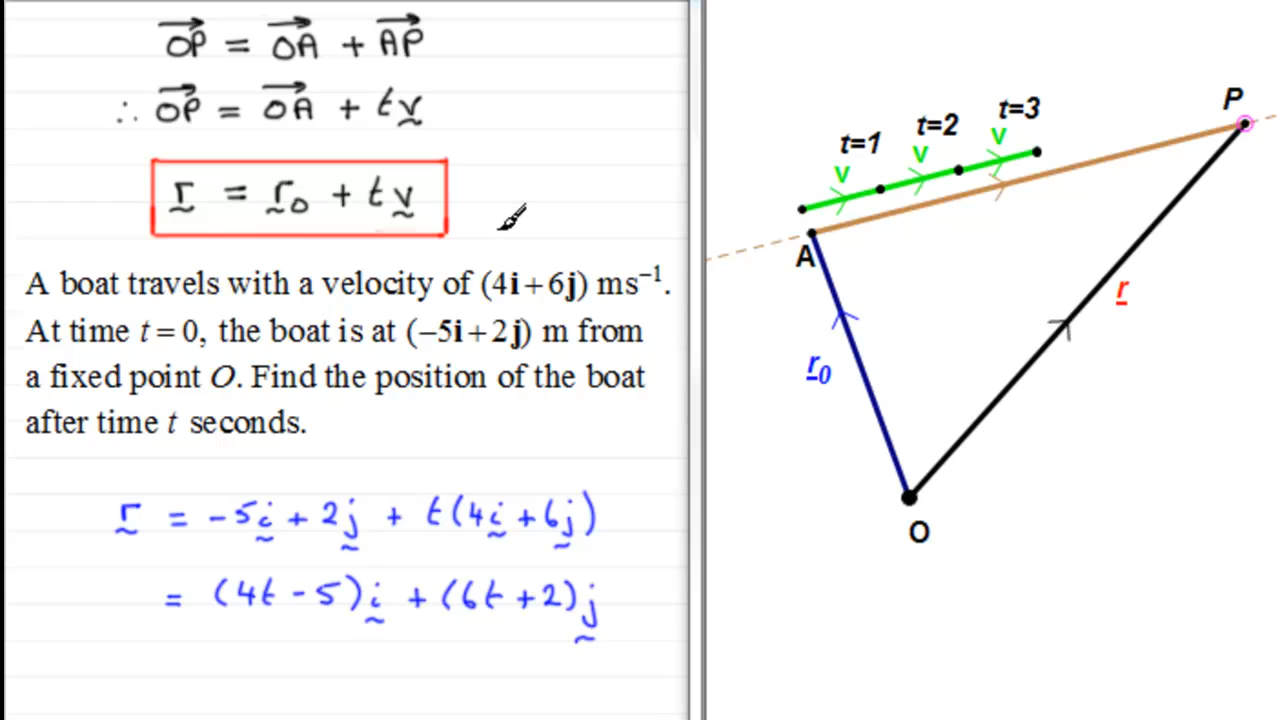 OP = OA + AP
∴ OP = OA + tv
r = r₀ + tv
A boat travels with a velocity of (4i + 6j) ms⁻¹.
At time t = 0, the boat is at (−5i + 2j) m from
a fixed point O. Find the position of the boat
after time t seconds.
r = -5i + 2j + t(4i + 6j)
= (4t - 5)i + (6t + 2)j
P
t=3
t=2
t=1
v
v
v
A
r
r₀
O